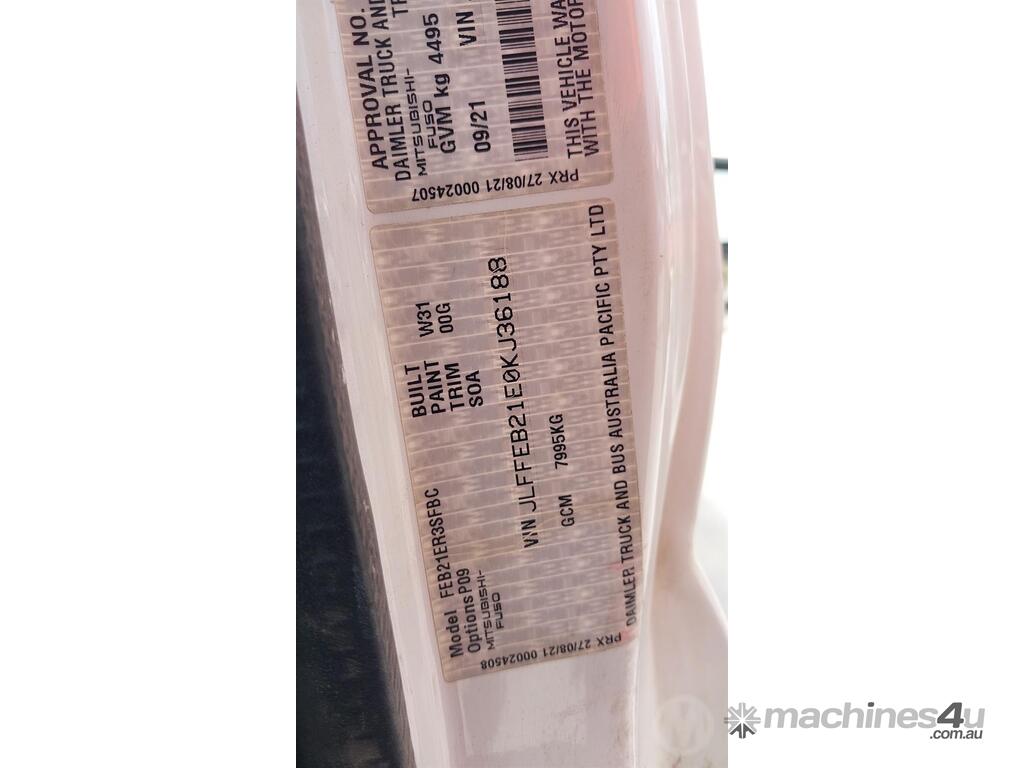 APPROVAL NO.
DAIMLER TRUCK AND
MITSUBISHI-
FUSO
GVM kg 4495
09/21 VIN
THIS VEHICLE WA
WITH THE MOTOR
PRX 27/08/21 00024507
Model FEB21ER3SFBC
Options P09
MITSUBISHI-
FUSO
BUILT
PAINT W31
TRIM 00G
SOA
VIN JLFFEB21E0KJ36188
GCM 7995KG
DAIMLER TRUCK AND BUS AUSTRALIA PACIFIC PTY LTD
PRX 27/08/21 00024508
machines4u
.com.au